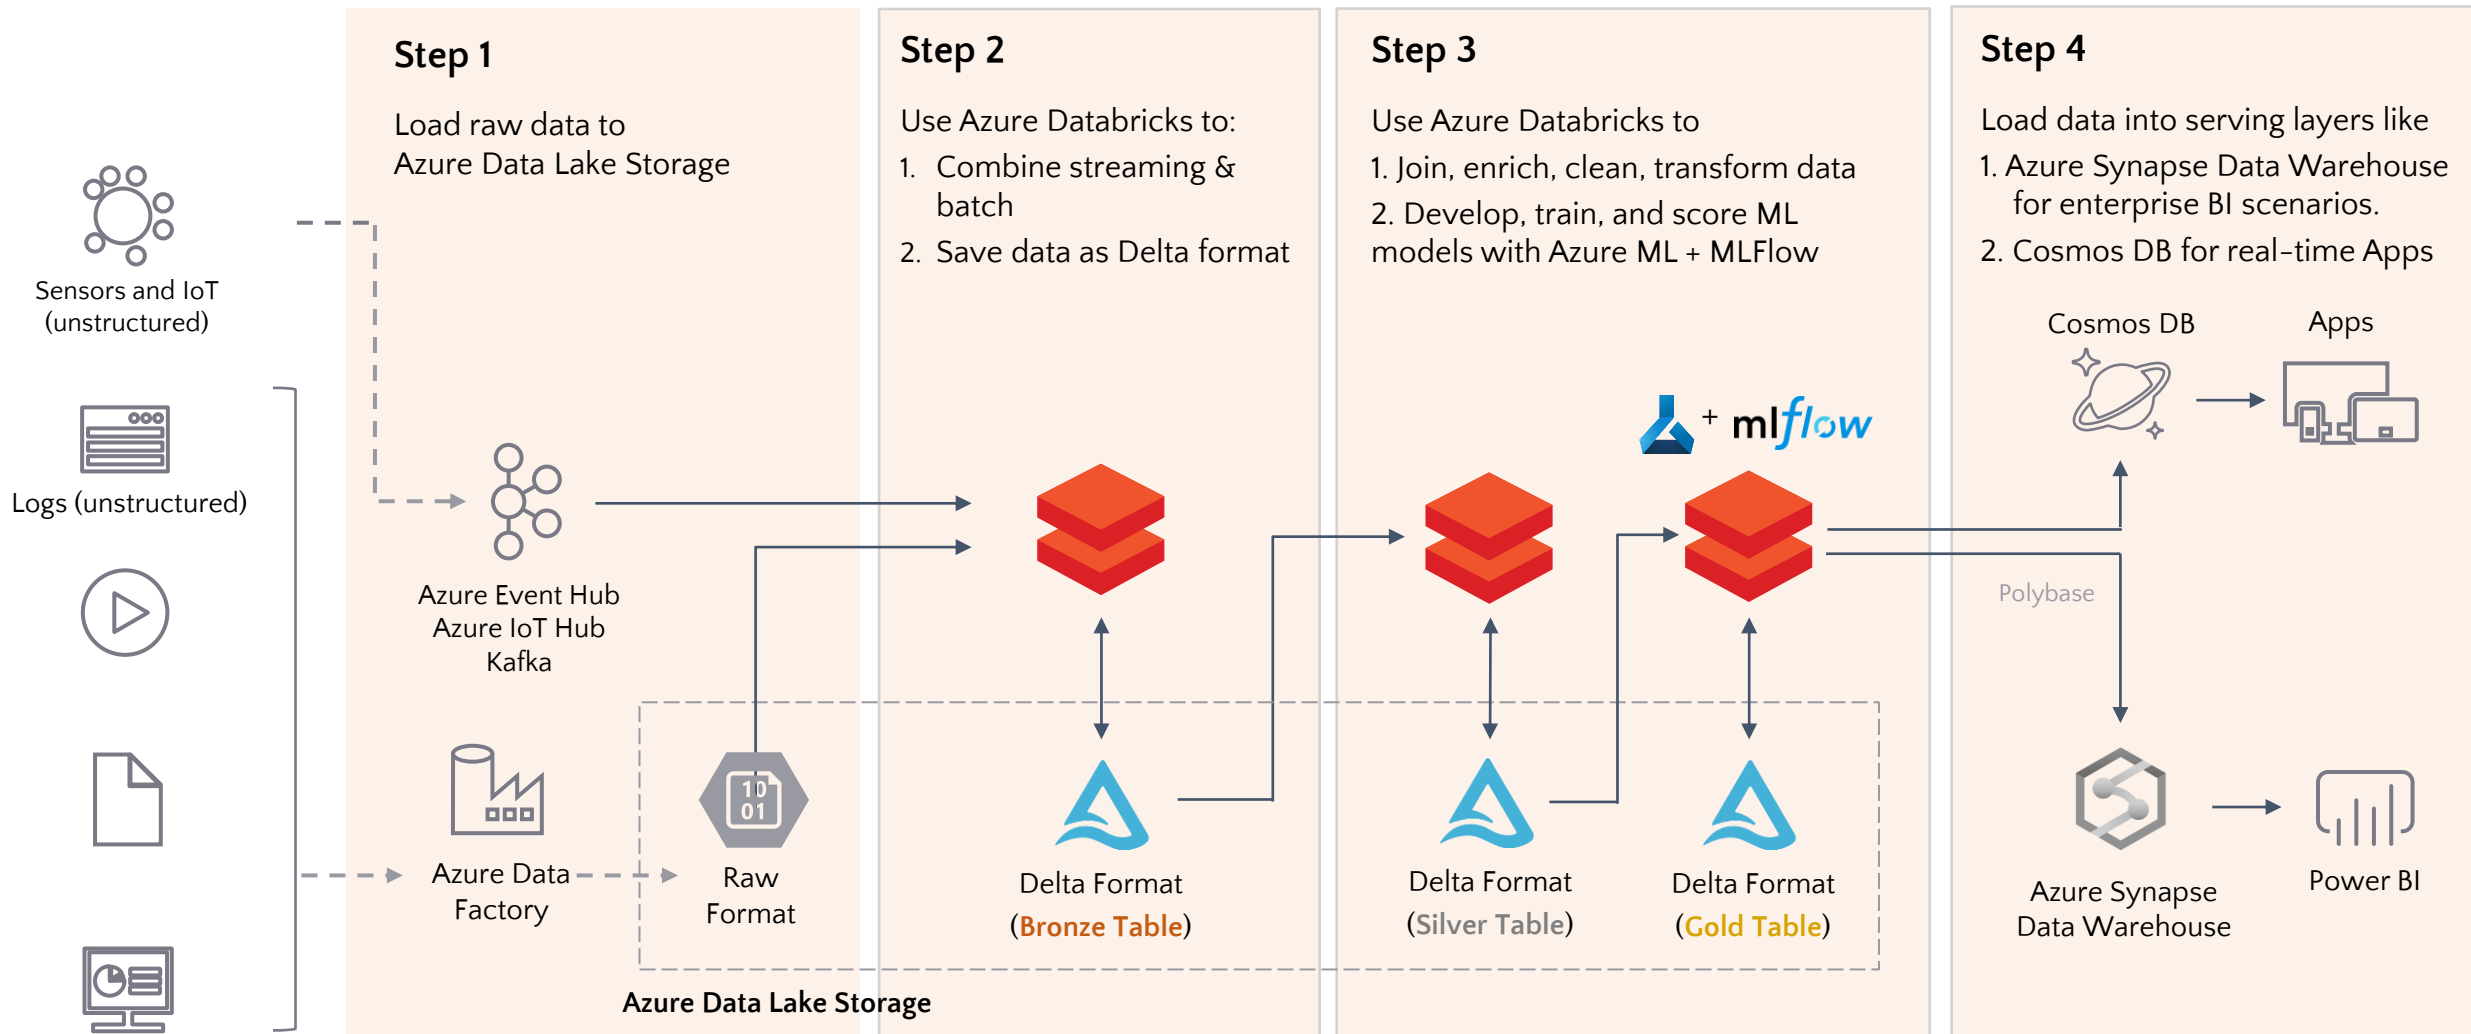 Step 1
Load raw data to
Azure Data Lake Storage
Step 2
Use Azure Databricks to:
1. Combine streaming &
batch
2. Save data as Delta format
Step 3
Use Azure Databricks to
1. Join, enrich, clean, transform data
2. Develop, train, and score ML
models with Azure ML + MLFlow
Step 4
Load data into serving layers like
1. Azure Synapse Data Warehouse
for enterprise BI scenarios.
2. Cosmos DB for real-time Apps
Sensors and IoT
(unstructured)
Logs (unstructured)
Azure Event Hub
Azure IoT Hub
Kafka
Azure Data
Factory
10
01
Raw
Format
Delta Format
(Bronze Table)
+ mlflow
Delta Format
(Silver Table)
Delta Format
(Gold Table)
Azure Data Lake Storage
Cosmos DB
Apps
Polybase
Azure Synapse
Data Warehouse
Power BI